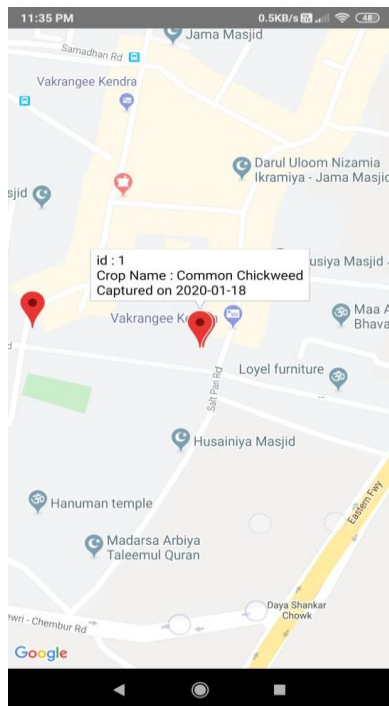 11:35 PM
0.5KB/s
48
Jama Masjid
Samadhan Rd
Vakrangee Kendra
Darul Uloom Nizamia
Ikramiya - Jama Masjid
sjid
id : 1
Crop Name : Common Chickweed
Captured on 2020-01-18
usiya Masjid
Vakrangee K
Maa A
Bhava
Loyel furniture
Salt Pan Rd
Husainiya Masjid
Hanuman temple
Eastern Fwy
Madarsa Arbiya
Taleemul Quran
Daya Shankar
Chowk
ewri - Chembur Rd
Google